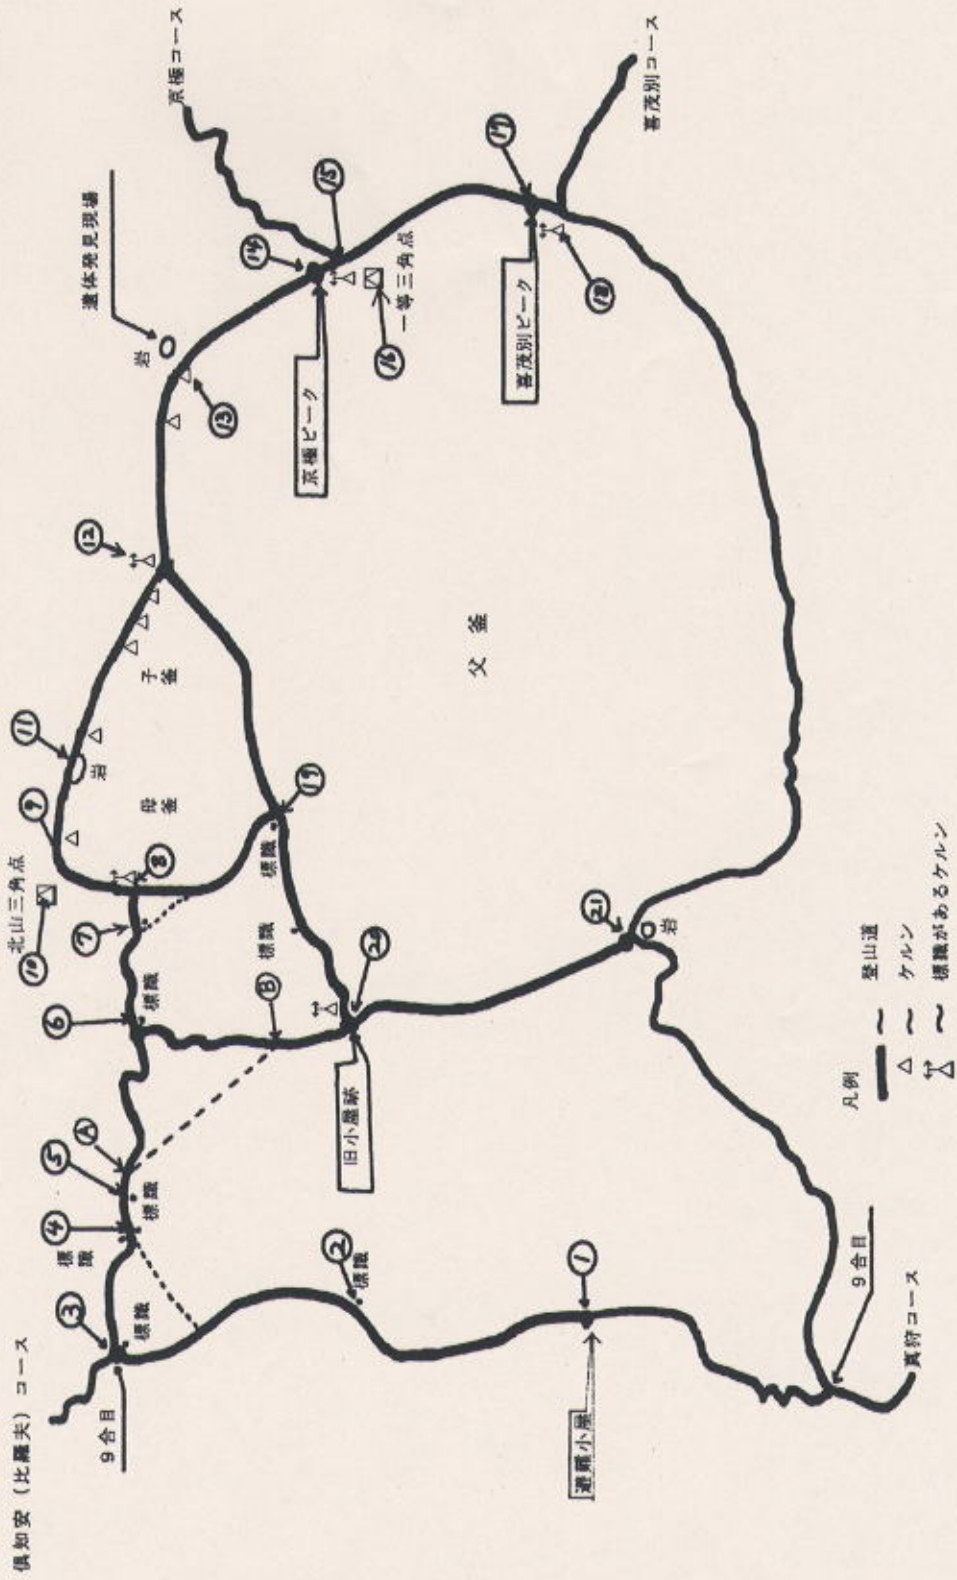 倶知安(比羅夫)コース
9合目
③
標識
④
標識
⑤
標識
Ⓐ
⑥
標識
⑦
⑧
北山三角点
⑩
⑨
母釜
⑪
岩
子釜
⑫
⑬
岩
遺体発見現場
⑭
京極ピーク
京極コース
⑮
一等三角点
⑯
⑰
喜茂別ピーク
⑱
喜茂別コース
父釜
⑲
標識
標識
Ⓑ
⑳
旧小屋跡
②
標識
①
避難小屋
㉑
岩
9合目
真狩コース
凡例
〜 登山道
△ 〜 ケルン
〜 標識があるケルン